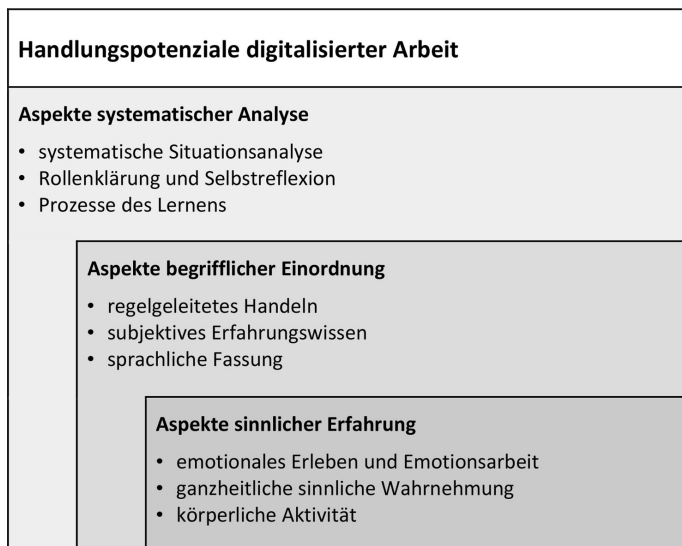 Handlungspotenziale digitalisierter Arbeit
Aspekte systematischer Analyse
• systematische Situationsanalyse
• Rollenklärung und Selbstreflexion
• Prozesse des Lernens
Aspekte begrifflicher Einordnung
• regelgeleitetes Handeln
• subjektives Erfahrungswissen
• sprachliche Fassung
Aspekte sinnlicher Erfahrung
• emotionales Erleben und Emotionsarbeit
• ganzheitliche sinnliche Wahrnehmung
• körperliche Aktivität